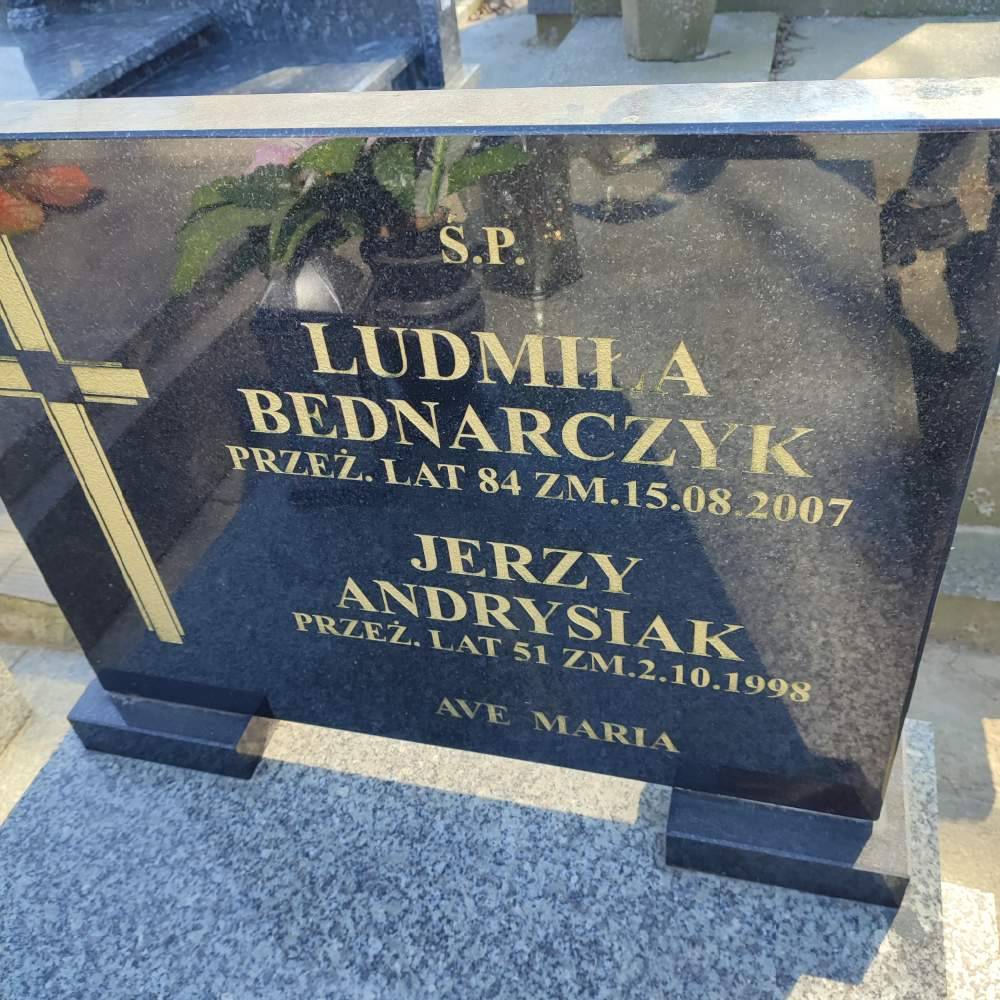 Ś.P.
LUDMIŁA
BEDNARCZYK
PRZEŻ. LAT 84 ZM.15.08.2007
JERZY
ANDRYSIAK
PRZEŻ. LAT 51 ZM.2.10.1998
AVE MARIA